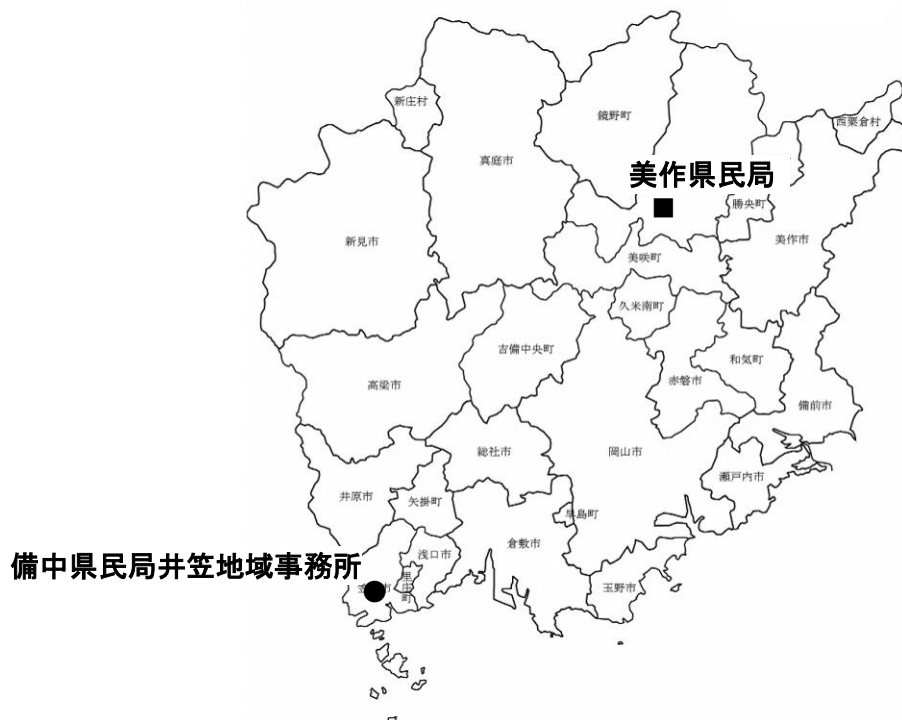 新庄村
鏡野町
西粟倉村
真庭市
美作県民局
勝央町
新見市
美作市
美咲町
久米南町
吉備中央町
和気町
高梁市
赤磐市
備前市
総社市
岡山市
瀬戸内市
井原市
矢掛町
早島町
倉敷市
浅口市
備中県民局井笠地域事務所
里庄町
市
玉野市